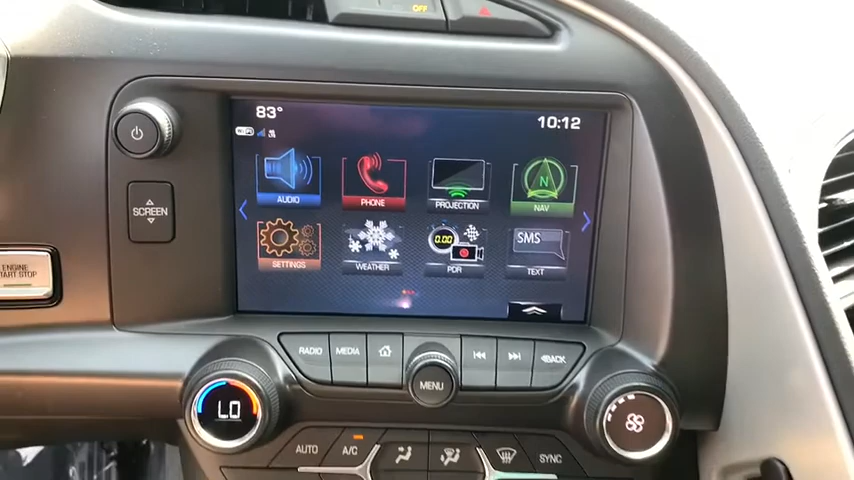 OFF
83°
10:12
WiFi
SCREEN
AUDIO
PHONE
PROJECTION
N
NAV
ENGINE
START STOP
SETTINGS
WEATHER
0.00
PDR
SMS
TEXT
RADIO
MEDIA
BACK
MENU
LO
AUTO
A/C
SYNC